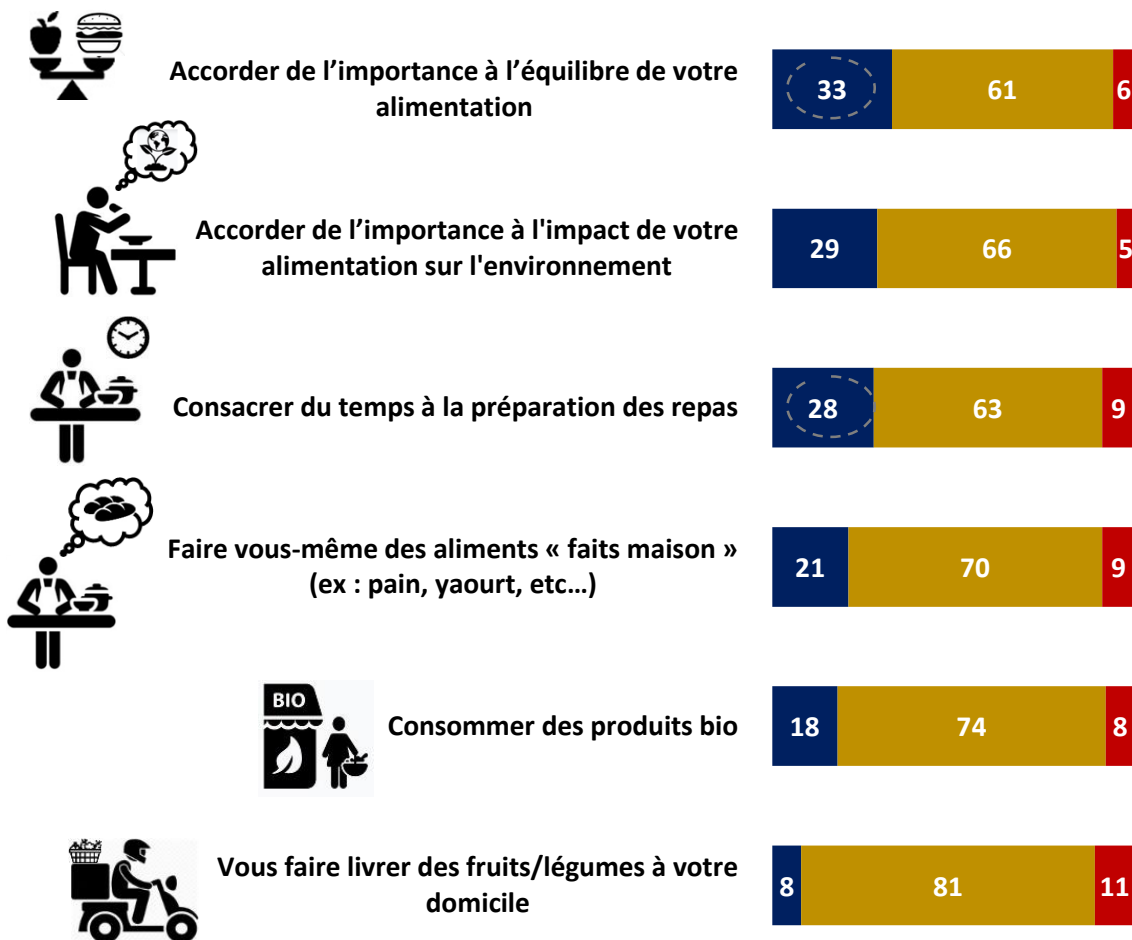 Accorder de l’importance à l’équilibre de votre
alimentation
33 61 6
Accorder de l’importance à l'impact de votre
alimentation sur l'environnement
29 66 5
Consacrer du temps à la préparation des repas
28 63 9
Faire vous-même des aliments « faits maison »
(ex : pain, yaourt, etc…)
21 70 9
BIO
Consommer des produits bio
18 74 8
Vous faire livrer des fruits/légumes à votre
domicile
8 81 11